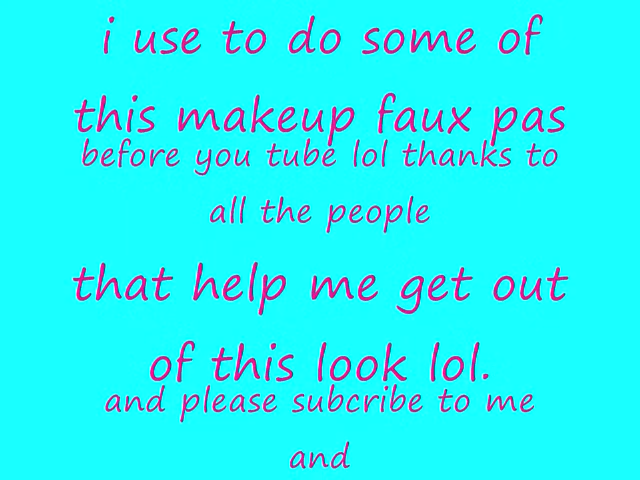 i use to do some of
this makeup faux pas
before you tube lol thanks to
all the people
that help me get out
of this look lol.
and please subcribe to me
and